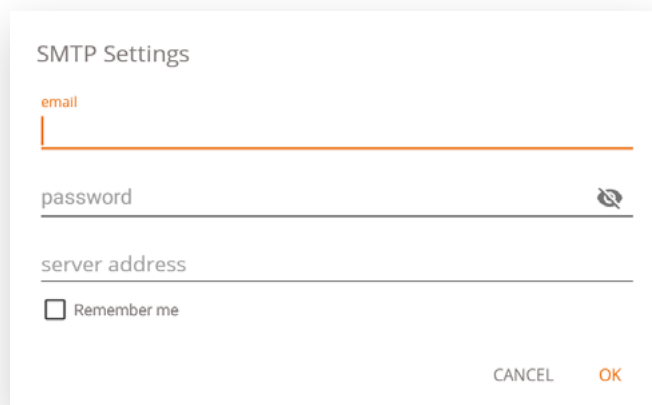 SMTP Settings
email
password
server address
Remember me
CANCEL OK